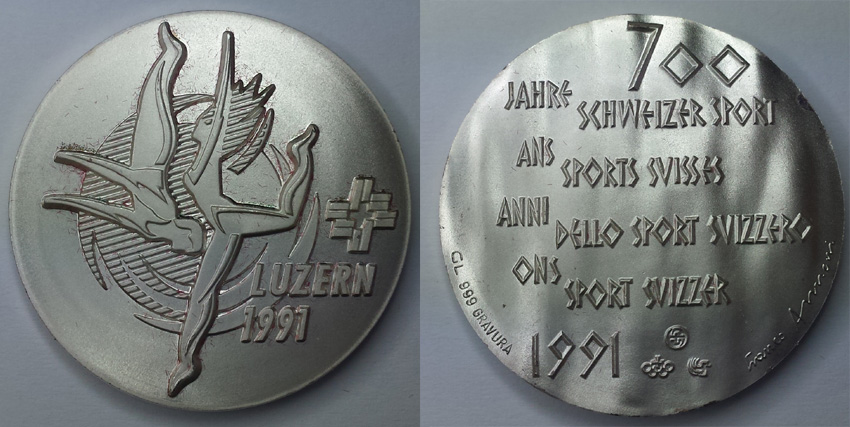 LUZERN
1991
700
JAHRE
SCHWEIZER SPORT
ANS
SPORTS SVISSES
ANNI
DELLO SPORT SVIZZERO
ONS
SPORT SVIZZER
GL 999 GRAVURA
1991